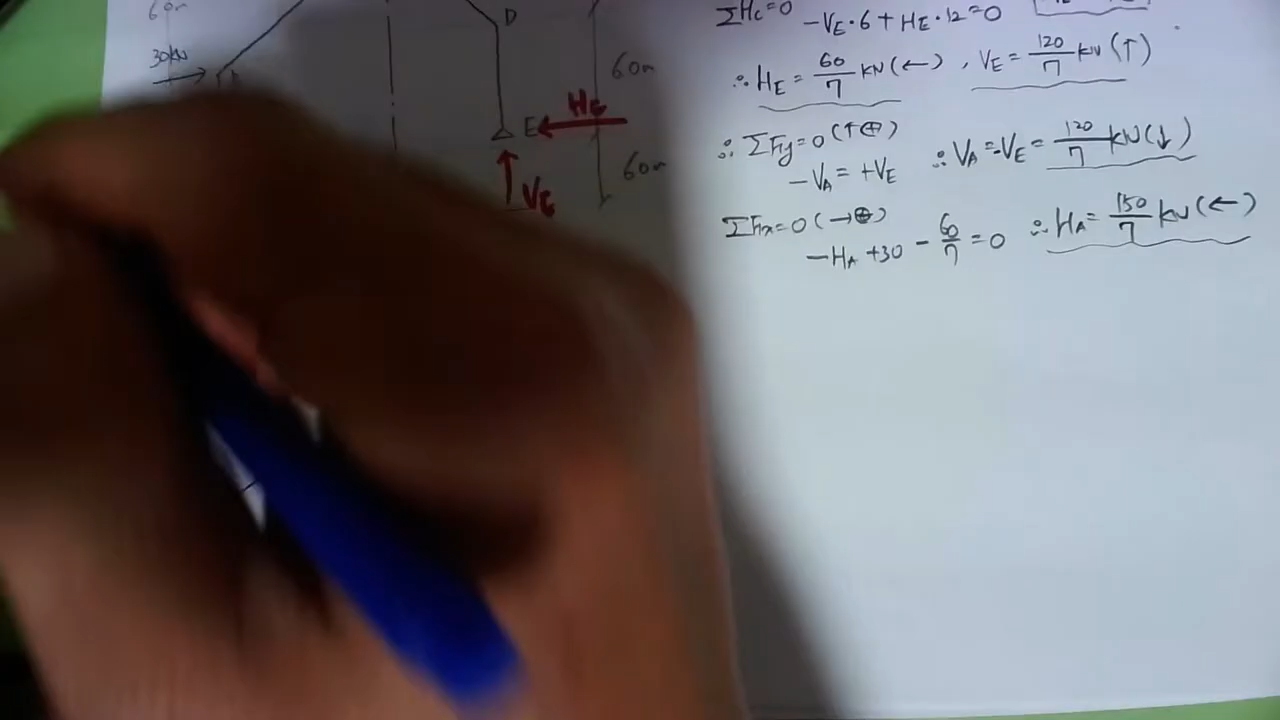 60m
30kN
D
60m
HE
E
60m
VE
ΣMC=0 -VE·6+HE·12=0
∴HE = 60/7 kN(←) , VE = 120/7 kN(↑)
∴ ΣFy=0(↑⊕)
-VA = +VE ∴VA=-VE = 120/7 kN(↓)
ΣFx=0(→⊕)
-HA+30 - 60/7 = 0 ∴HA = 150/7 kN(←)